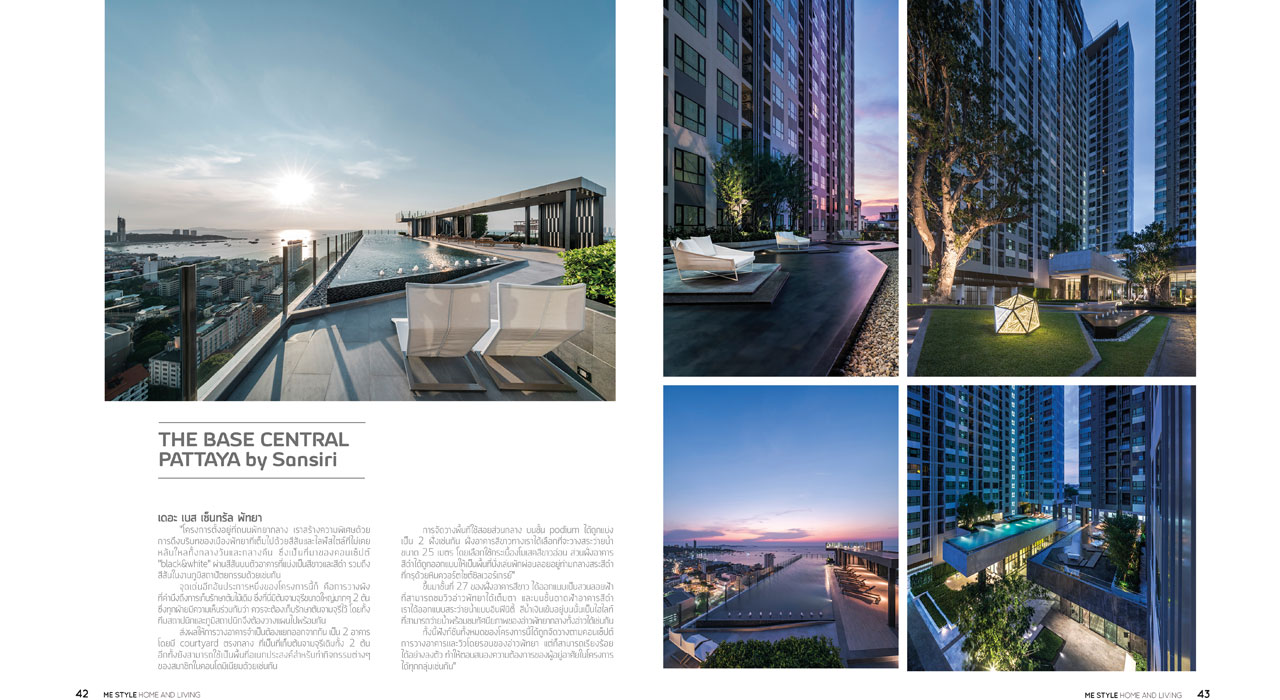 THE BASE CENTRAL
PATTAYA by Sansiri
เดอะ เบส เซ็นทรัล พัทยา
"โครงการตั้งอยู่ที่ถนนพัทยากลาง เราสร้างความพิเศษด้วย
การดึงบริบทของเมืองพัทยาที่เต็มไปด้วยสีสันและไลฟ์สไตล์ที่ไม่เคย
หลับใหลทั้งกลางวันและกลางคืน ซึ่งเป็นที่มาของคอนเซ็ปต์
"black&white" ผ่านสีสันบนตัวอาคารที่แบ่งเป็นสีขาวและสีดำ รวมถึง
สีสันในงานภูมิสถาปัตยกรรมด้วยเช่นกัน
จุดเด่นอีกอันประการหนึ่งของที่นี่ คือการวางผัง
ที่คำนึงถึงการเก็บรักษาต้นไม้เดิม ซึ่งที่นี่มีต้นจามจุรีขนาดใหญ่มากๆ 2 ต้น
ซึ่งทุกฝ่ายมีความเห็นร่วมกันว่า ควรจะต้องเก็บรักษาต้นจามจุรีไว้ โดยทั้ง
ทีมสถาปนิกและภูมิสถาปนิกจึงต้องวางแผนไปพร้อมกัน
ส่งผลให้การวางอาคารจำเป็นต้องแยกออกจากกัน เป็น 2 อาคาร
โดยมี courtyard ตรงกลาง ที่เป็นที่เก็บต้นจามจุรีเดิมทั้ง 2 ต้น
อีกทั้งยังสามารถใช้เป็นพื้นที่อเนกประสงค์สำหรับทำกิจกรรมต่างๆ
ของสมาชิกในคอนโดมิเนียมด้วยเช่นกัน
การจัดวางพื้นที่ใช้สอยส่วนกลาง บนชั้น podium ได้ถูกแบ่ง
เป็น 2 ฝั่งเช่นกัน ฝั่งอาคารสีขาวทางเราได้เลือกที่จะวางสระว่ายน้ำ
ขนาด 25 เมตร โดยเลือกใช้กระเบื้องโมเสคสีขาวอ่อน ส่วนฝั่งอาคาร
สีดำได้ถูกออกแบบให้เป็นพื้นที่นั่งเล่นพักผ่อนลอยอยู่ท่ามกลางสระสีดำ
ที่กรุด้วยหินควอร์ตไซต์ซิลเวอร์เกรย์"
ขึ้นมาชั้นที่ 27 ของฝั่งอาคารสีขาว ได้ออกแบบเป็นสวนลอยฟ้า
ที่สามารถชมวิวอ่าวพัทยาได้เต็มตา และบนชั้นดาดฟ้าอาคารสีดำ
เราได้ออกแบบสระว่ายน้ำแบบอินฟินิตี้ สีน้ำเงินเข้มอยู่บนนั้นเป็นไฮไลท์
ที่สามารถว่ายน้ำพร้อมชมทัศนียภาพของอ่าวพัทยากลางทั้งอ่าวได้เช่นกัน
ทั้งนี้ฟังก์ชันทั้งหมดของโครงการนี้ได้ถูกจัดวางตามคอนเซ็ปต์
การวางอาคารและวิวโดยรอบของอ่าวพัทยา แต่ก็สามารถเรียงร้อย
ได้อย่างลงตัว ทำให้ตอบสนองความต้องการของผู้อยู่อาศัยในโครงการ
ได้ทุกกลุ่มเช่นกัน"
42 ME STYLE HOME AND LIVING
ME STYLE HOME AND LIVING 43